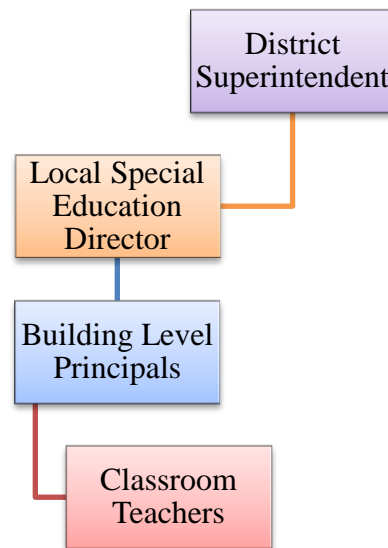 District
Superintendent
Local Special
Education
Director
Building Level
Principals
Classroom
Teachers